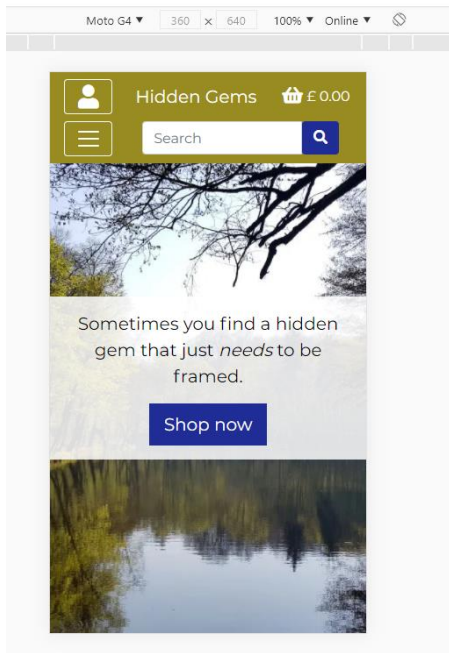 Moto G4 ▼ 360 × 640 100% ▼ Online ▼
Hidden Gems £ 0.00
Search
Sometimes you find a hidden
gem that just needs to be
framed.
Shop now